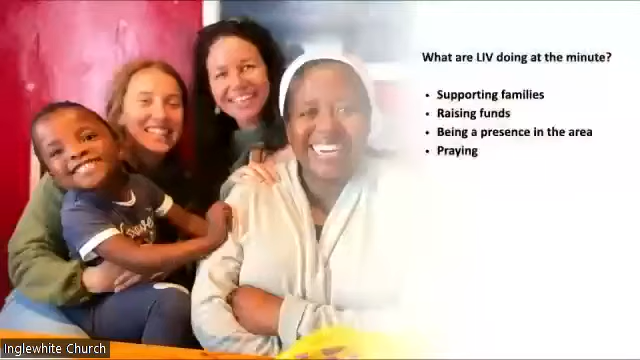 What are LIV doing at the minute?
• Supporting families
• Raising funds
• Being a presence in the area
• Praying
Inglewhite Church